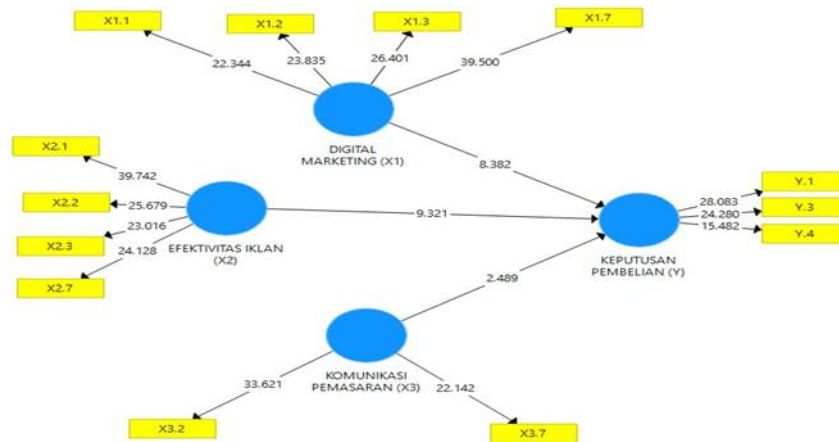 X1.1
X1.2
X1.3
X1.7
22.344
23.835
26.401
39.500
DIGITAL
MARKETING (X1)
X2.1
X2.2
X2.3
X2.7
39.742
25.679
23.016
24.128
EFEKTIVITAS IKLAN
(X2)
8.382
9.321
2.489
KEPUTUSAN
PEMBELIAN (Y)
28.083
24.280
15.482
Y.1
Y.3
Y.4
KOMUNIKASI
PEMASARAN (X3)
33.621
22.142
X3.2
X3.7